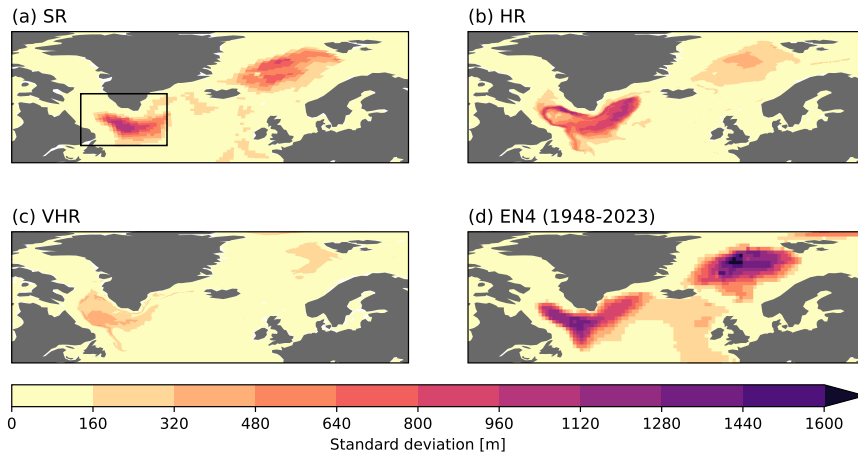 (a) SR
(b) HR
(c) VHR
(d) EN4 (1948-2023)
0 160 320 480 640 800 960 1120 1280 1440 1600
Standard deviation [m]